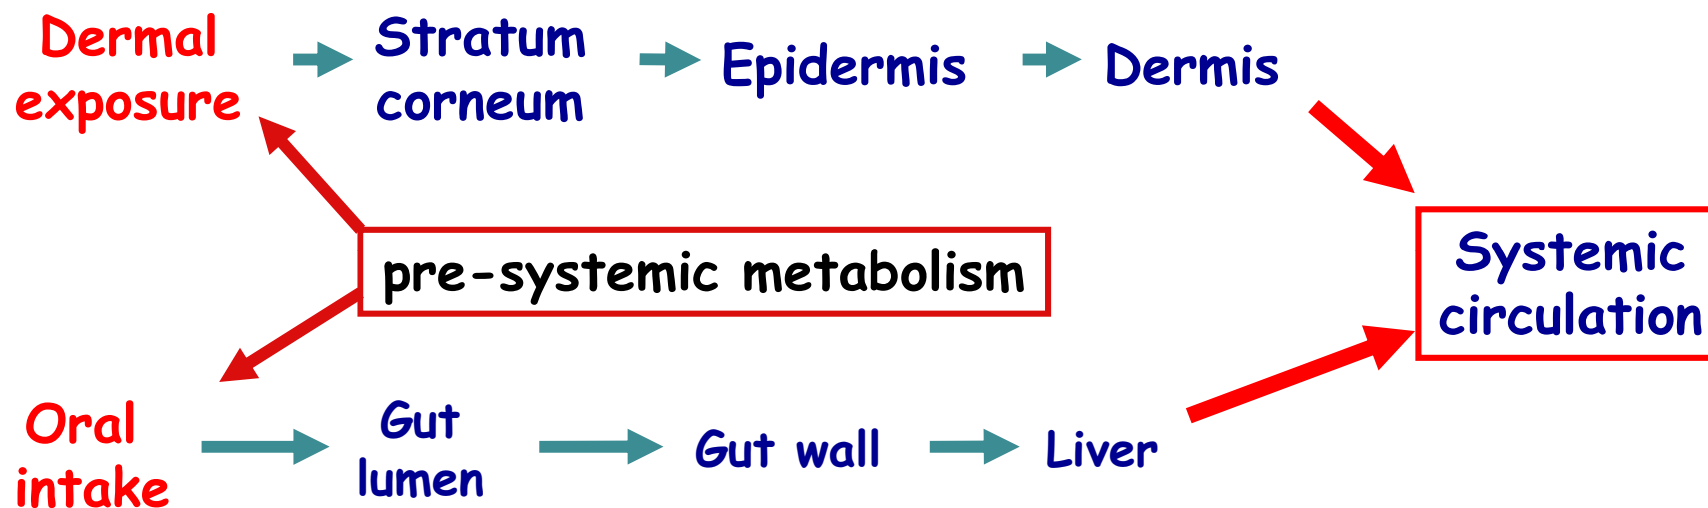 Dermal
exposure
Stratum
corneum
Epidermis
Dermis
pre-systemic metabolism
Systemic
circulation
Oral
intake
Gut
lumen
Gut wall
Liver